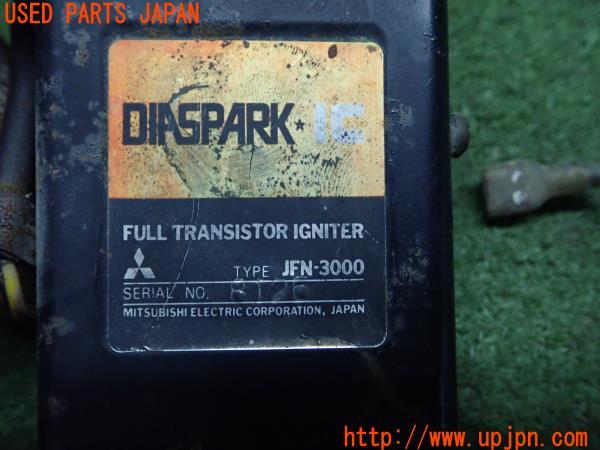 USED PARTS JAPAN
DIASPARK★IC
FULL TRANSISTOR IGNITER
TYPE JFN-3000
SERIAL NO.
MITSUBISHI ELECTRIC CORPORATION, JAPAN
http://www.upjpn.com/